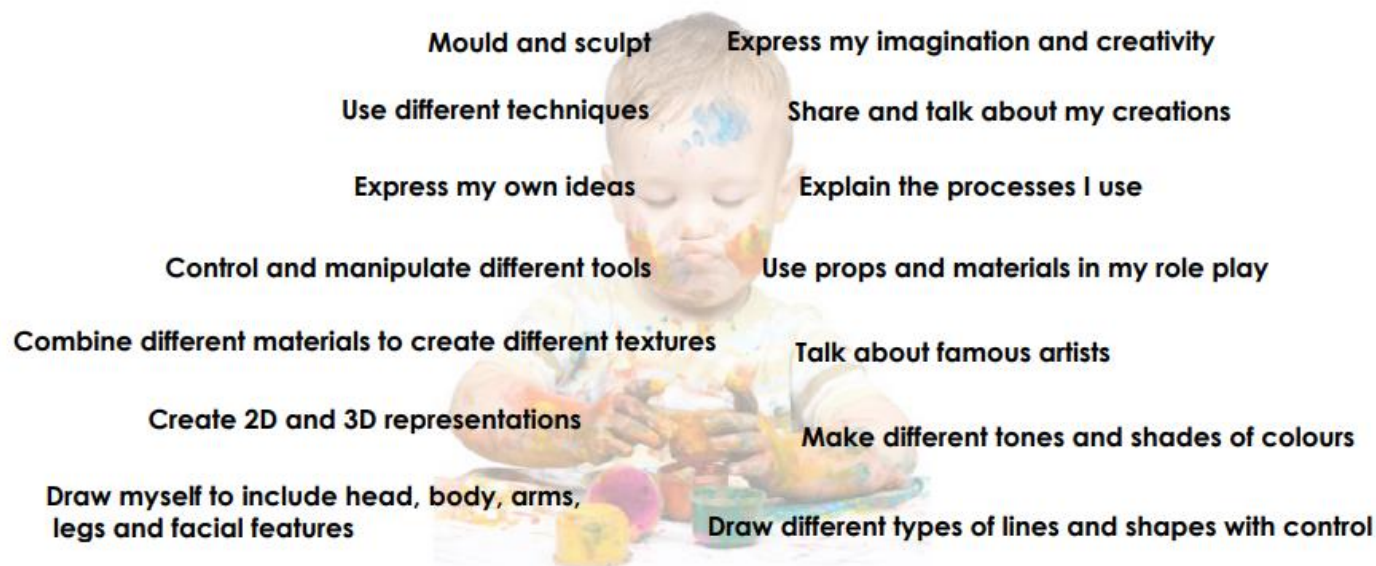 Mould and sculpt
Express my imagination and creativity
Use different techniques
Share and talk about my creations
Express my own ideas
Explain the processes I use
Control and manipulate different tools
Use props and materials in my role play
Combine different materials to create different textures
Talk about famous artists
Create 2D and 3D representations
Make different tones and shades of colours
Draw myself to include head, body, arms,
legs and facial features
Draw different types of lines and shapes with control